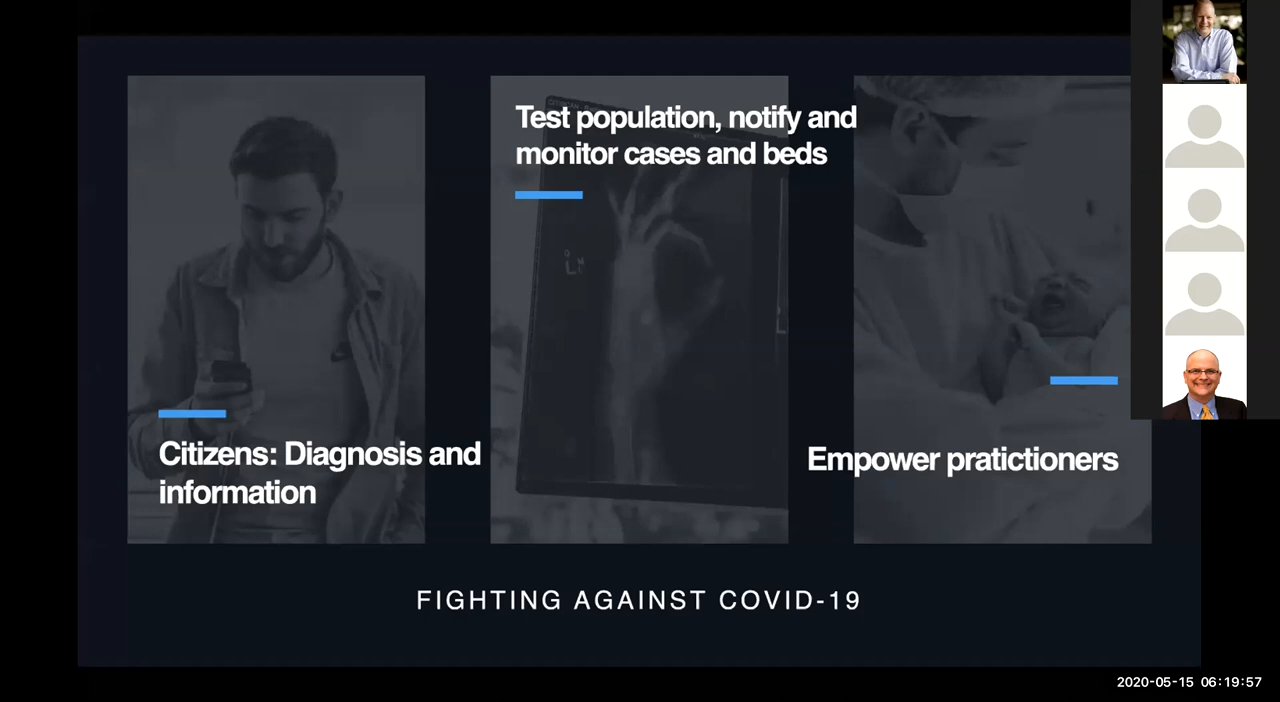 Test population, notify and
monitor cases and beds
Citizens: Diagnosis and
information
Empower pratictioners
FIGHTING AGAINST COVID-19
2020-05-15 06:19:57